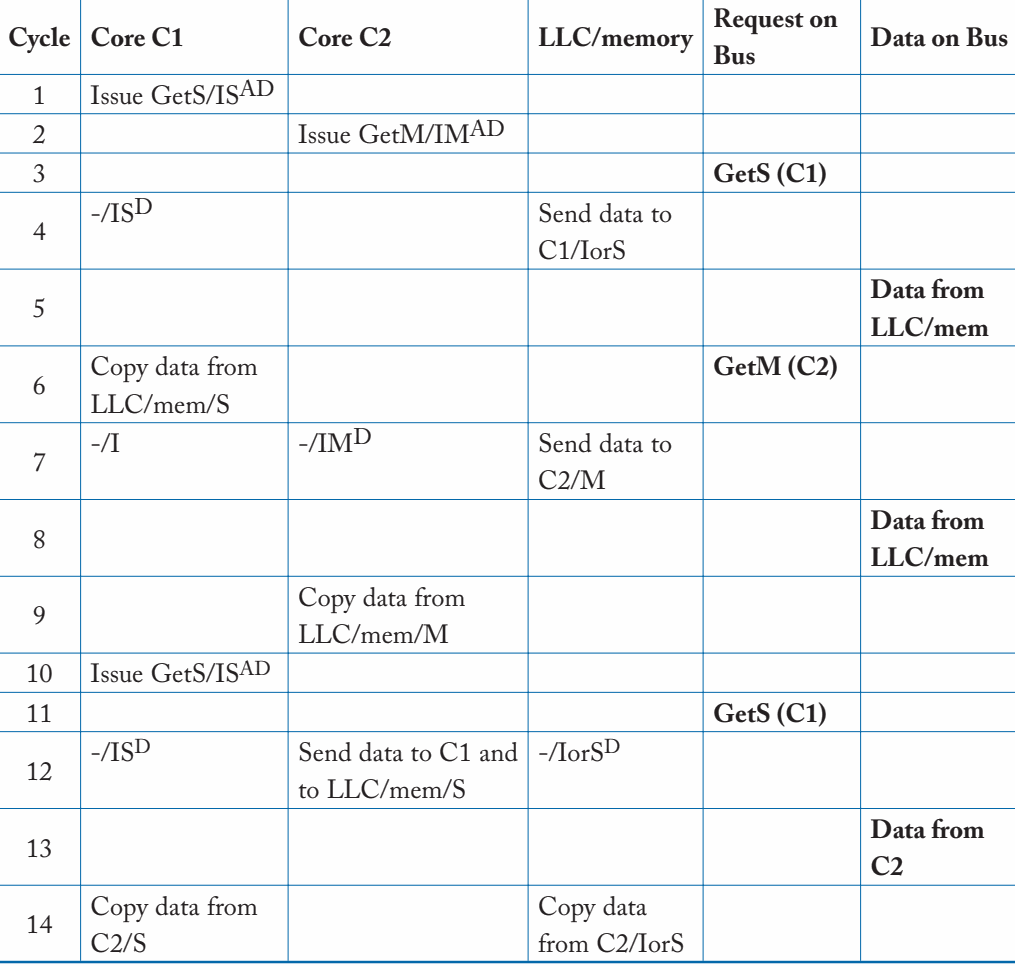 Cycle Core C1 Core C2 LLC/memory Request on Bus Data on Bus
1 Issue GetS/IS^AD
2 Issue GetM/IM^AD
3 GetS (C1)
4 -/IS^D Send data to C1/IorS
5 Data from LLC/mem
6 Copy data from LLC/mem/S GetM (C2)
7 -/I -/IM^D Send data to C2/M
8 Data from LLC/mem
9 Copy data from LLC/mem/M
10 Issue GetS/IS^AD
11 GetS (C1)
12 -/IS^D Send data to C1 and to LLC/mem/S -/IorS^D
13 Data from C2
14 Copy data from C2/S Copy data from C2/IorS